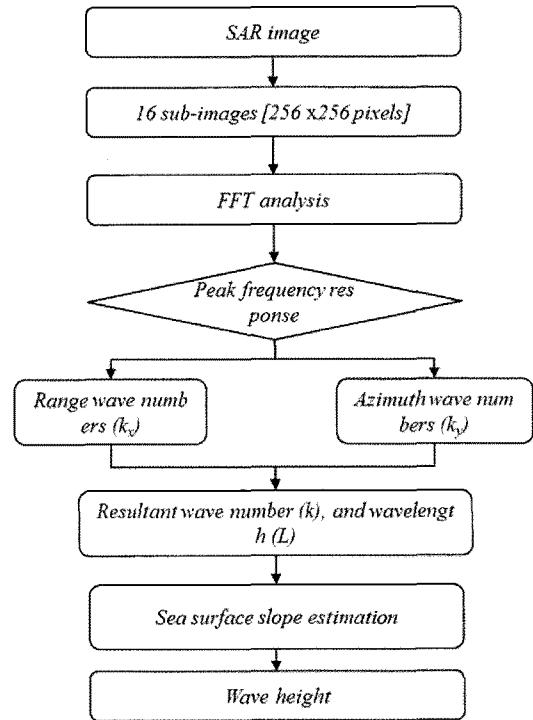 SAR image
16 sub-images [256 x256 pixels]
FFT analysis
Peak frequency res
ponse
Range wave numb
ers (kₓ)
Azimuth wave num
bers (k_y)
Resultant wave number (k), and wavelengt
h (L)
Sea surface slope estimation
Wave height